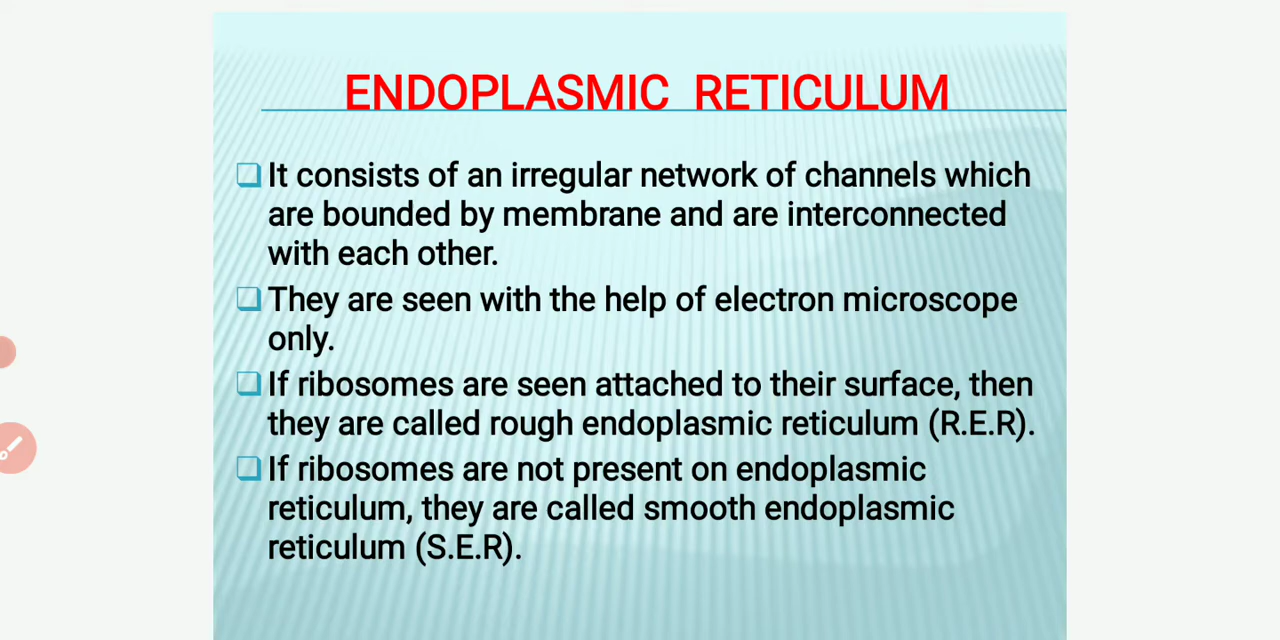 ENDOPLASMIC RETICULUM
❑ It consists of an irregular network of channels which
are bounded by membrane and are interconnected
with each other.
❑ They are seen with the help of electron microscope
only.
❑ If ribosomes are seen attached to their surface, then
they are called rough endoplasmic reticulum (R.E.R).
❑ If ribosomes are not present on endoplasmic
reticulum, they are called smooth endoplasmic
reticulum (S.E.R).